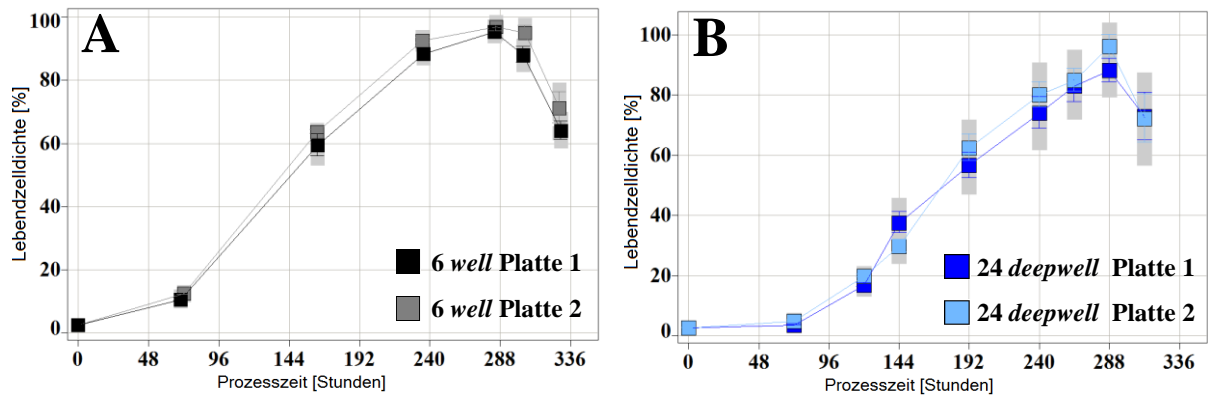 A
Lebendzelldichte [%]
100
80
60
40
20
0
6 well Platte 1
6 well Platte 2
0 48 96 144 192 240 288 336
Prozesszeit [Stunden]
B
Lebendzelldichte [%]
100
80
60
40
20
0
24 deepwell Platte 1
24 deepwell Platte 2
0 48 96 144 192 240 288 336
Prozesszeit [Stunden]